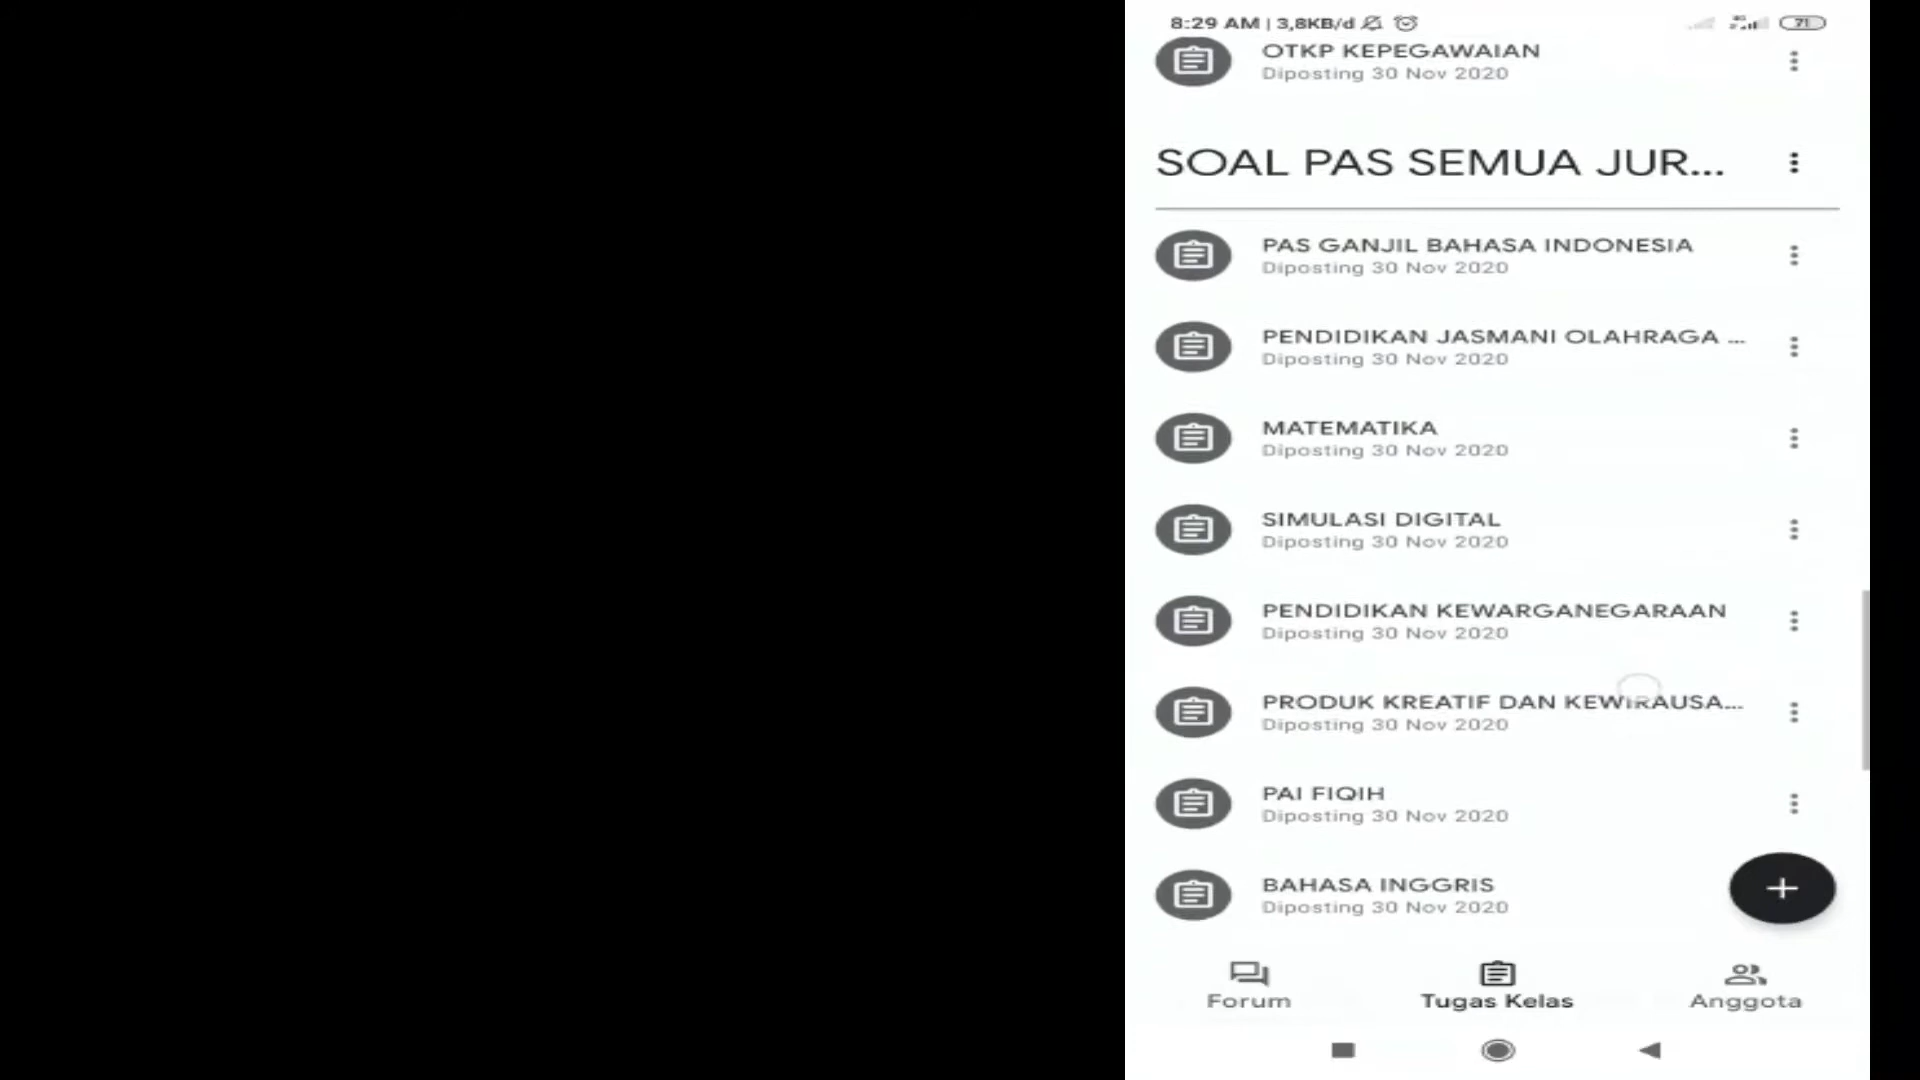 8:29 AM | 3,8KB/d
71
OTKP KEPEGAWAIAN
Diposting 30 Nov 2020
SOAL PAS SEMUA JUR...
PAS GANJIL BAHASA INDONESIA
Diposting 30 Nov 2020
PENDIDIKAN JASMANI OLAHRAGA ...
Diposting 30 Nov 2020
MATEMATIKA
Diposting 30 Nov 2020
SIMULASI DIGITAL
Diposting 30 Nov 2020
PENDIDIKAN KEWARGANEGARAAN
Diposting 30 Nov 2020
PRODUK KREATIF DAN KEWIRAUSA...
Diposting 30 Nov 2020
PAI FIQIH
Diposting 30 Nov 2020
BAHASA INGGRIS
Diposting 30 Nov 2020
Forum
Tugas Kelas
Anggota